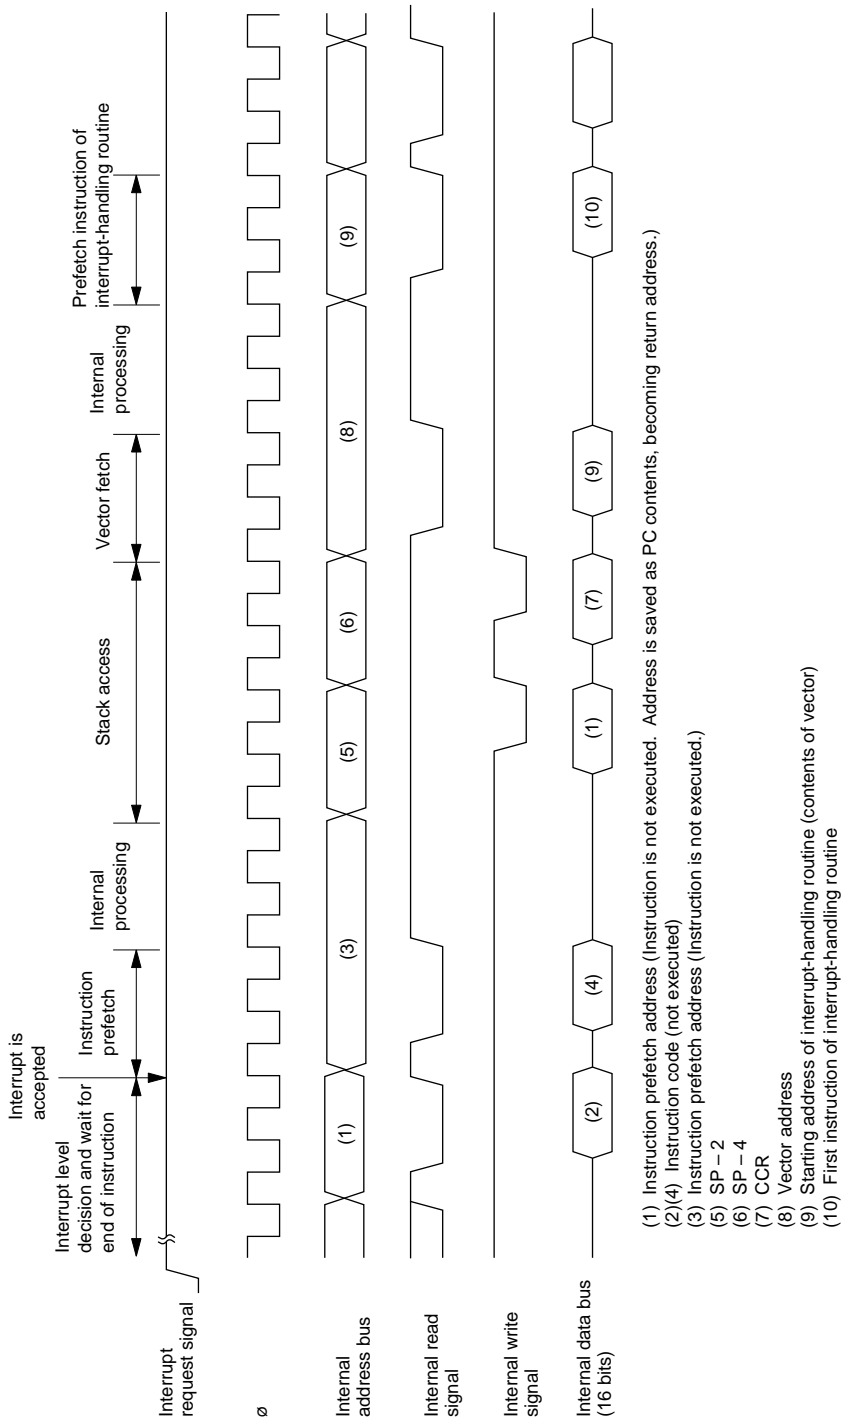 Interrupt is
accepted
Interrupt level
decision and wait for
end of instruction
Instruction
prefetch
Internal
processing
Stack access
Vector fetch
Internal
processing
Prefetch instruction of
interrupt-handling routine
Interrupt
request signal
ø
Internal
address bus
(1)
(3)
(5)
(6)
(8)
(9)
Internal read
signal
Internal write
signal
Internal data bus
(16 bits)
(2)
(4)
(1)
(7)
(9)
(10)
(1) Instruction prefetch address (Instruction is not executed. Address is saved as PC contents, becoming return address.)
(2)(4) Instruction code (not executed)
(3) Instruction prefetch address (Instruction is not executed.)
(5) SP – 2
(6) SP – 4
(7) CCR
(8) Vector address
(9) Starting address of interrupt-handling routine (contents of vector)
(10) First instruction of interrupt-handling routine